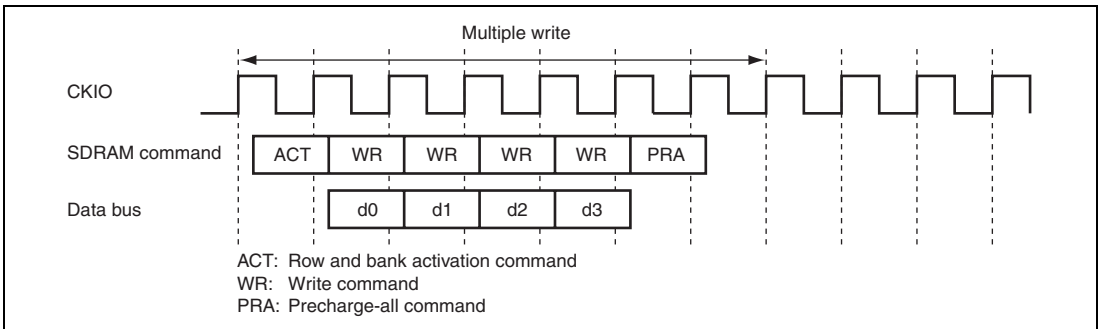 Multiple write
CKIO
SDRAM command ACT WR WR WR WR PRA
Data bus d0 d1 d2 d3
ACT: Row and bank activation command
WR: Write command
PRA: Precharge-all command